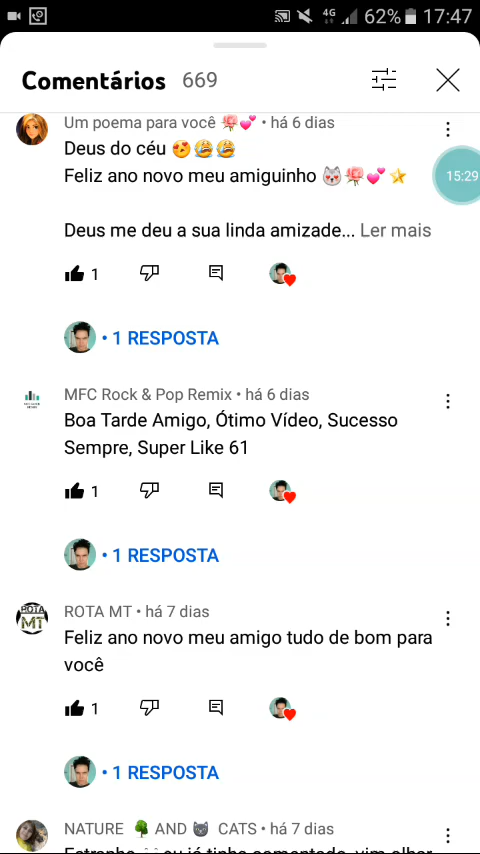 4G 62% 17:47
Comentários 669
Um poema para você 🌹💕 • há 6 dias
Deus do céu 😍😭😭
Feliz ano novo meu amiguinho 😻🌹💕⭐
15:29
Deus me deu a sua linda amizade... Ler mais
1
• 1 RESPOSTA
MFC Rock & Pop Remix • há 6 dias
Boa Tarde Amigo, Ótimo Vídeo, Sucesso
Sempre, Super Like 61
1
• 1 RESPOSTA
ROTA MT
ROTA MT • há 7 dias
Feliz ano novo meu amigo tudo de bom para
você
1
• 1 RESPOSTA
NATURE 🌳 AND 🐱 CATS • há 7 dias